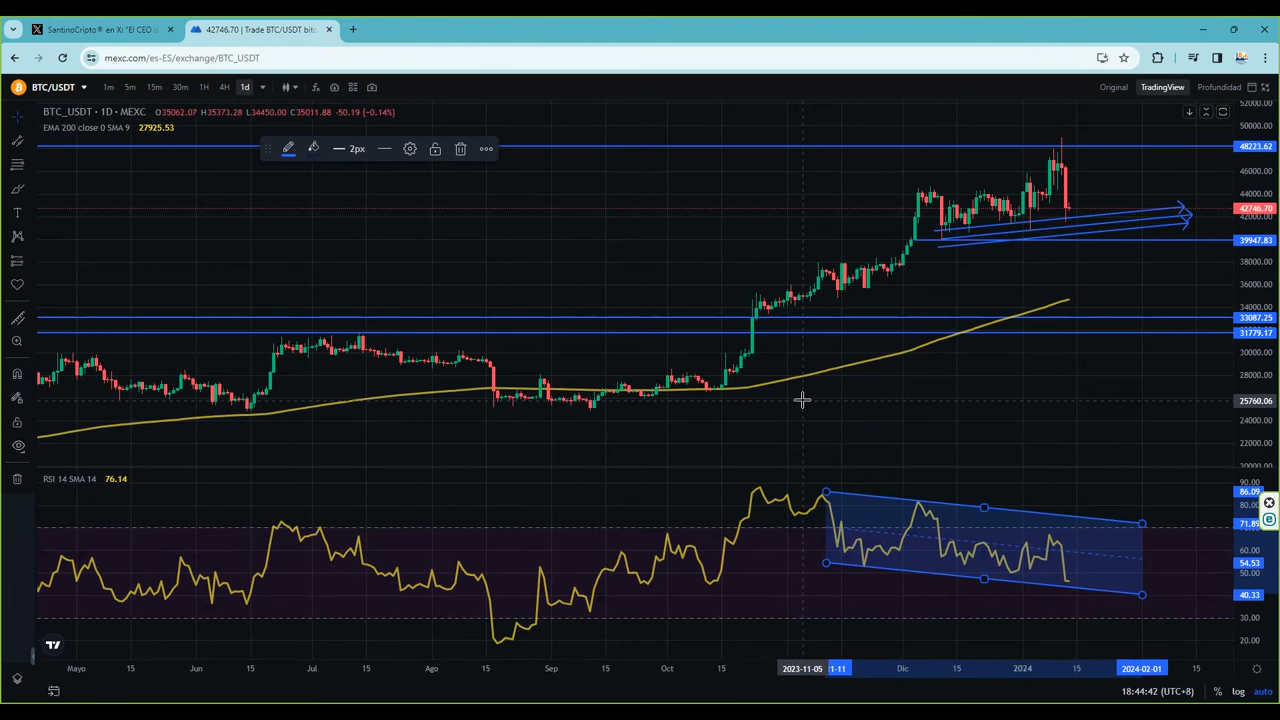 SantinoCripto® en X: "El CEO d
42746.70 | Trade BTC/USDT bitc
mexc.com/es-ES/exchange/BTC_USDT
BTC/USDT 1m 5m 15m 30m 1H 4H 1d Original TradingView Profundidad
BTC_USDT · 1D · MEXC O35062.07 H35373.28 L34450.00 C35011.88 -50.19 (-0.14%)
EMA 200 close 0 SMA 9 27925.53
2px
52000.00
50000.00
48223.62
46000.00
44000.00
42746.70
42000.00
39947.83
38000.00
36000.00
34000.00
33087.25
31779.17
30000.00
28000.00
25760.06
24000.00
22000.00
20000.00
RSI 14 SMA 14 76.14
90.00
86.09
71.89
60.00
54.53
50.00
40.33
30.00
20.00
Mayo 15 Jun 15 Jul 15 Ago 15 Sep 15 Oct 15 2023-11-05 1-11 Dic 15 2024 15 2024-02-01 15
18:44:42 (UTC+8) % log auto